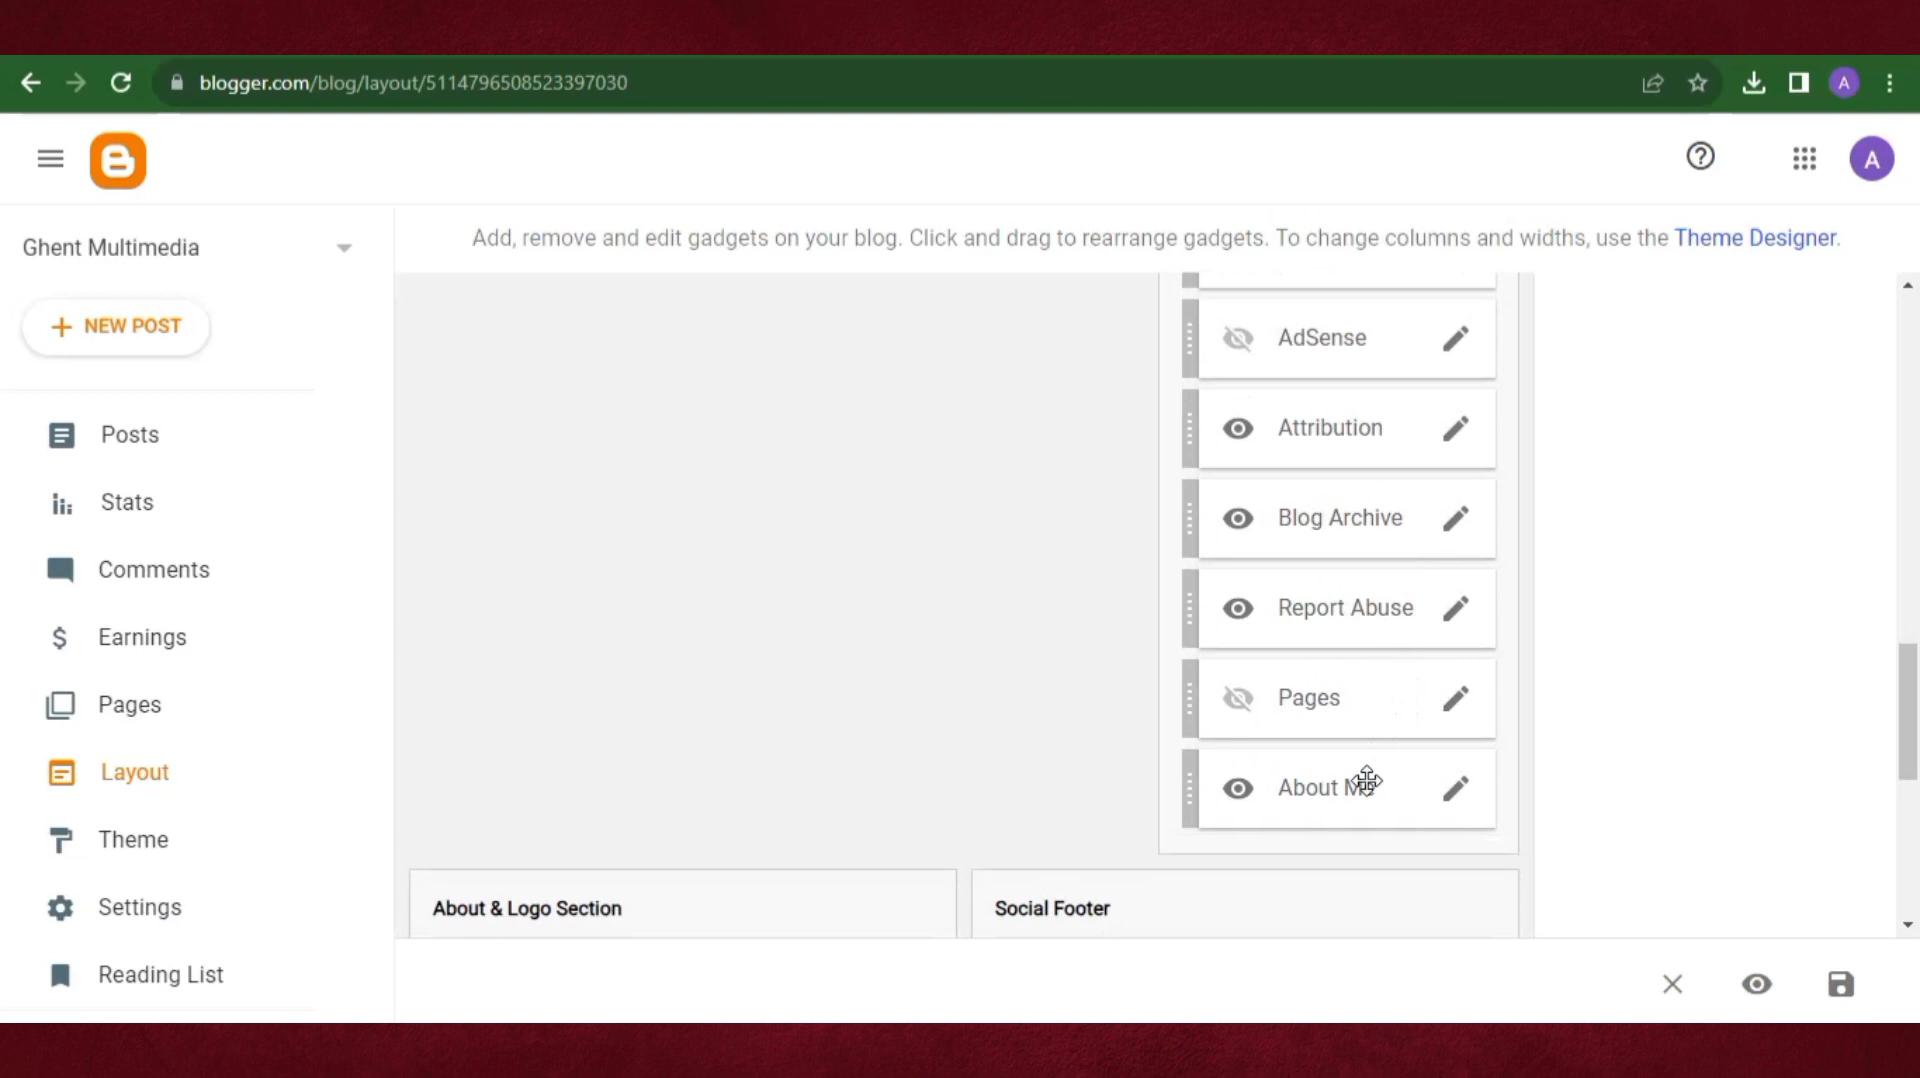 blogger.com/blog/layout/5114796508523397030
A
A
Ghent Multimedia
Add, remove and edit gadgets on your blog. Click and drag to rearrange gadgets. To change columns and widths, use the Theme Designer.
NEW POST
Posts
Stats
Comments
Earnings
Pages
Layout
Theme
Settings
Reading List
AdSense
Attribution
Blog Archive
Report Abuse
Pages
About Me
About & Logo Section
Social Footer